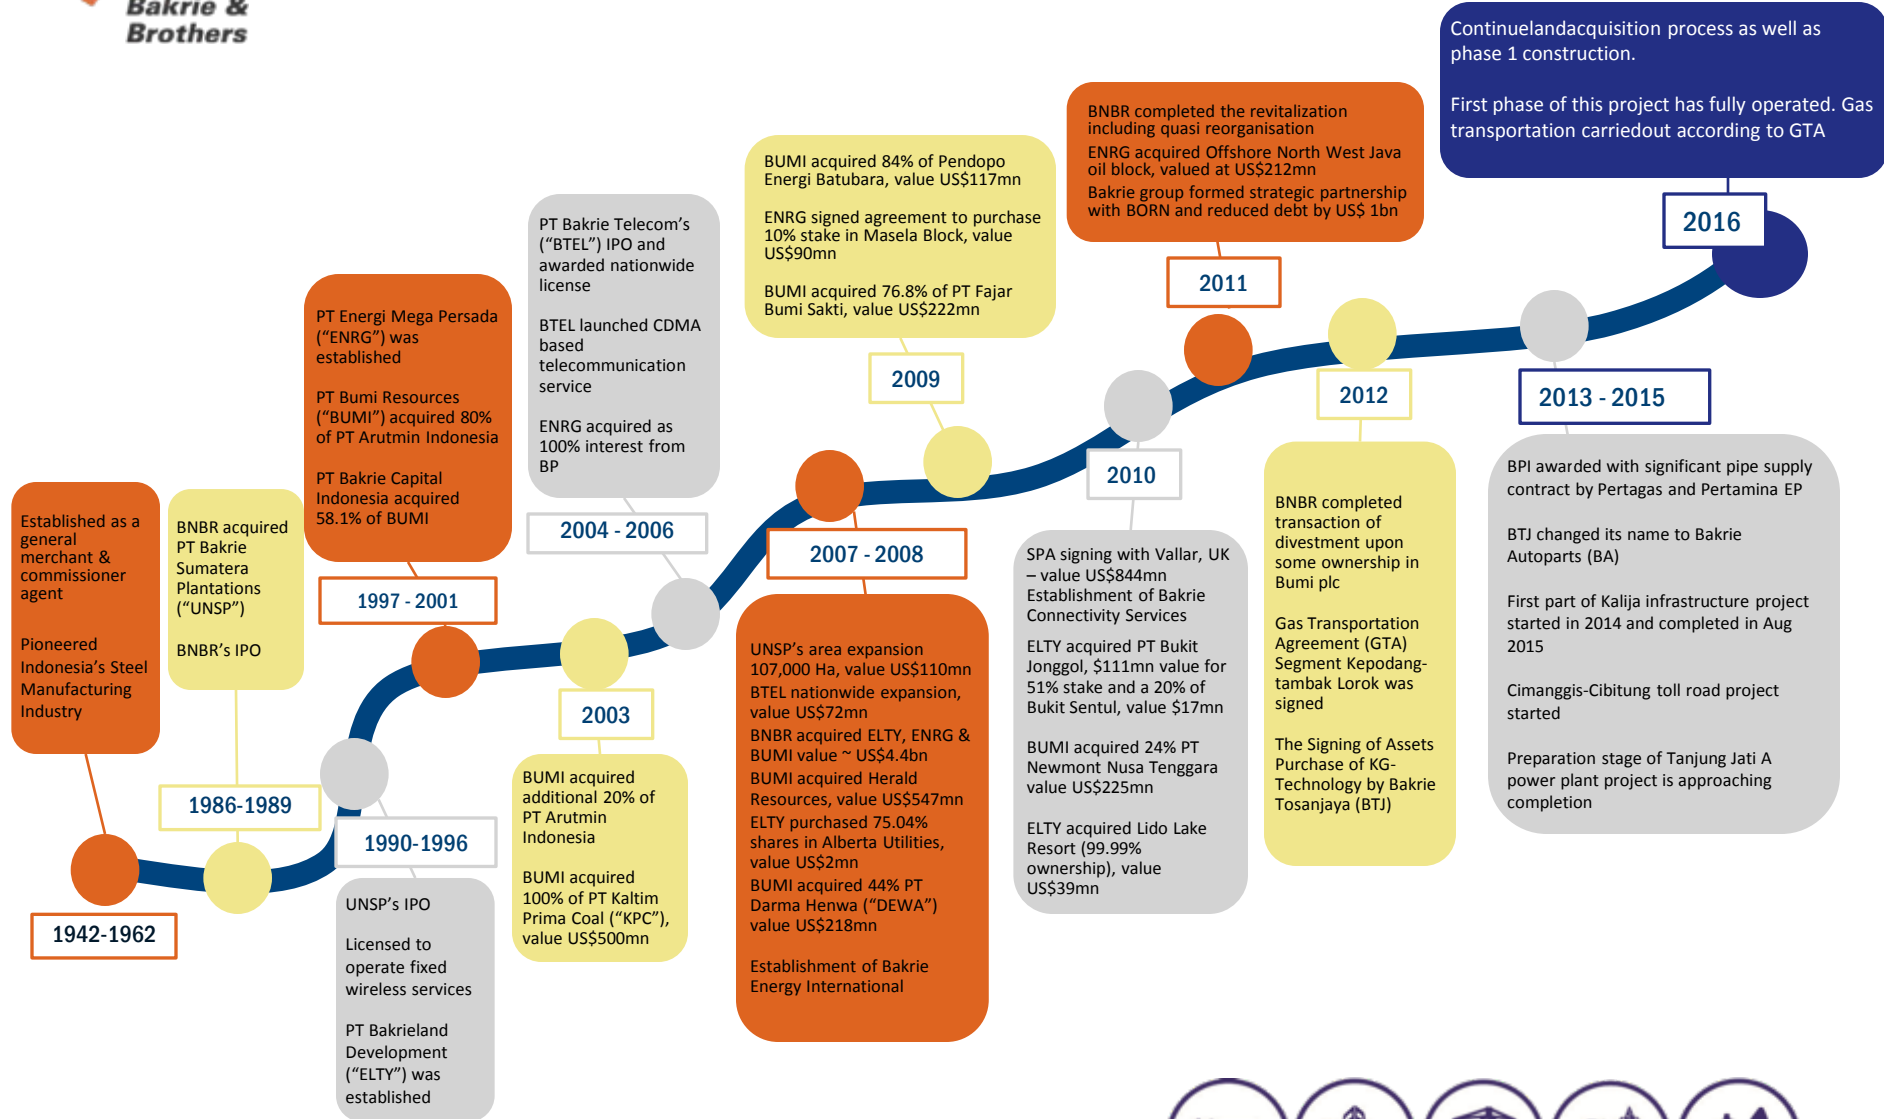 Bakrie &
Brothers
Established as a
general
merchant &
commissioner
agent
Pioneered
Indonesia's Steel
Manufacturing
Industry
1942-1962
BNBR acquired
PT Bakrie
Sumatera
Plantations
("UNSP")
BNBR's IPO
1986-1989
1990-1996
UNSP's IPO
Licensed to
operate fixed
wireless services
PT Bakrieland
Development
("ELTY") was
established
PT Energi Mega Persada
("ENRG") was
established
PT Bumi Resources
("BUMI") acquired 80%
of PT Arutmin Indonesia
PT Bakrie Capital
Indonesia acquired
58.1% of BUMI
1997 - 2001
2003
BUMI acquired
additional 20% of
PT Arutmin
Indonesia
BUMI acquired
100% of PT Kaltim
Prima Coal ("KPC"),
value US$500mn
PT Bakrie Telecom's
("BTEL") IPO and
awarded nationwide
license
BTEL launched CDMA
based
telecommunication
service
ENRG acquired as
100% interest from
BP
2004 - 2006
2007 - 2008
UNSP's area expansion
107,000 Ha, value US$110mn
BTEL nationwide expansion,
value US$72mn
BNBR acquired ELTY, ENRG &
BUMI value ~ US$4.4bn
BUMI acquired Herald
Resources, value US$547mn
ELTY purchased 75.04%
shares in Alberta Utilities,
value US$2mn
BUMI acquired 44% PT
Darma Henwa ("DEWA")
value US$218mn
Establishment of Bakrie
Energy International
BUMI acquired 84% of Pendopo
Energi Batubara, value US$117mn
ENRG signed agreement to purchase
10% stake in Masela Block, value
US$90mn
BUMI acquired 76.8% of PT Fajar
Bumi Sakti, value US$222mn
2009
2010
SPA signing with Vallar, UK
– value US$844mn
Establishment of Bakrie
Connectivity Services
ELTY acquired PT Bukit
Jonggol, $111mn value for
51% stake and a 20% of
Bukit Sentul, value $17mn
BUMI acquired 24% PT
Newmont Nusa Tenggara
value US$225mn
ELTY acquired Lido Lake
Resort (99.99%
ownership), value
US$39mn
BNBR completed the revitalization
including quasi reorganisation
ENRG acquired Offshore North West Java
oil block, valued at US$212mn
Bakrie group formed strategic partnership
with BORN and reduced debt by US$ 1bn
2011
2012
BNBR completed
transaction of
divestment upon
some ownership in
Bumi plc
Gas Transportation
Agreement (GTA)
Segment Kepodang-
tambak Lorok was
signed
The Signing of Assets
Purchase of KG-
Technology by Bakrie
Tosanjaya (BTJ)
2013 - 2015
BPI awarded with significant pipe supply
contract by Pertagas and Pertamina EP
BTJ changed its name to Bakrie
Autoparts (BA)
First part of Kalija infrastructure project
started in 2014 and completed in Aug
2015
Cimanggis-Cibitung toll road project
started
Preparation stage of Tanjung Jati A
power plant project is approaching
completion
Continuelandacquisition process as well as
phase 1 construction.
First phase of this project has fully operated. Gas
transportation carriedout according to GTA
2016